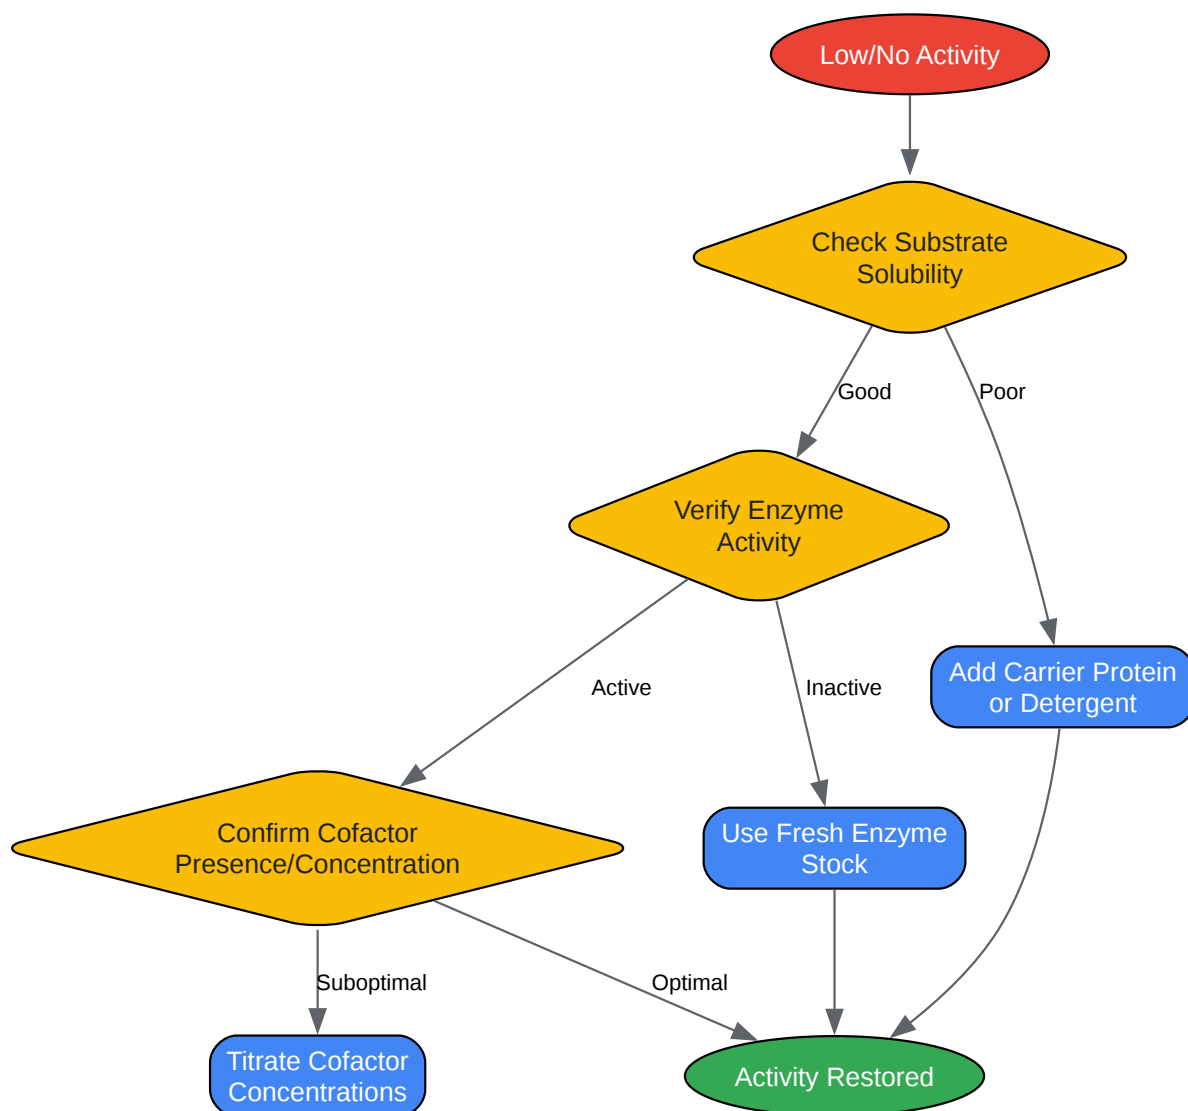 Low/No Activity
Check Substrate
Solubility
Good
Poor
Verify Enzyme
Activity
Active
Inactive
Add Carrier Protein
or Detergent
Confirm Cofactor
Presence/Concentration
Use Fresh Enzyme
Stock
Suboptimal
Optimal
Titrate Cofactor
Concentrations
Activity Restored